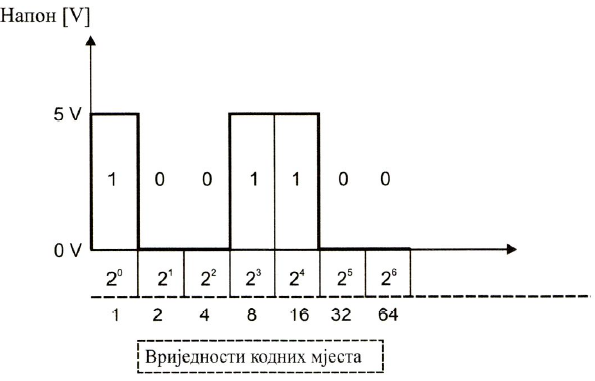 Напон [V]
5 V
1 0 0 1 1 0 0
0 V
2⁰ 2¹ 2² 2³ 2⁴ 2⁵ 2⁶
1 2 4 8 16 32 64
Вриједности кодних мјеста